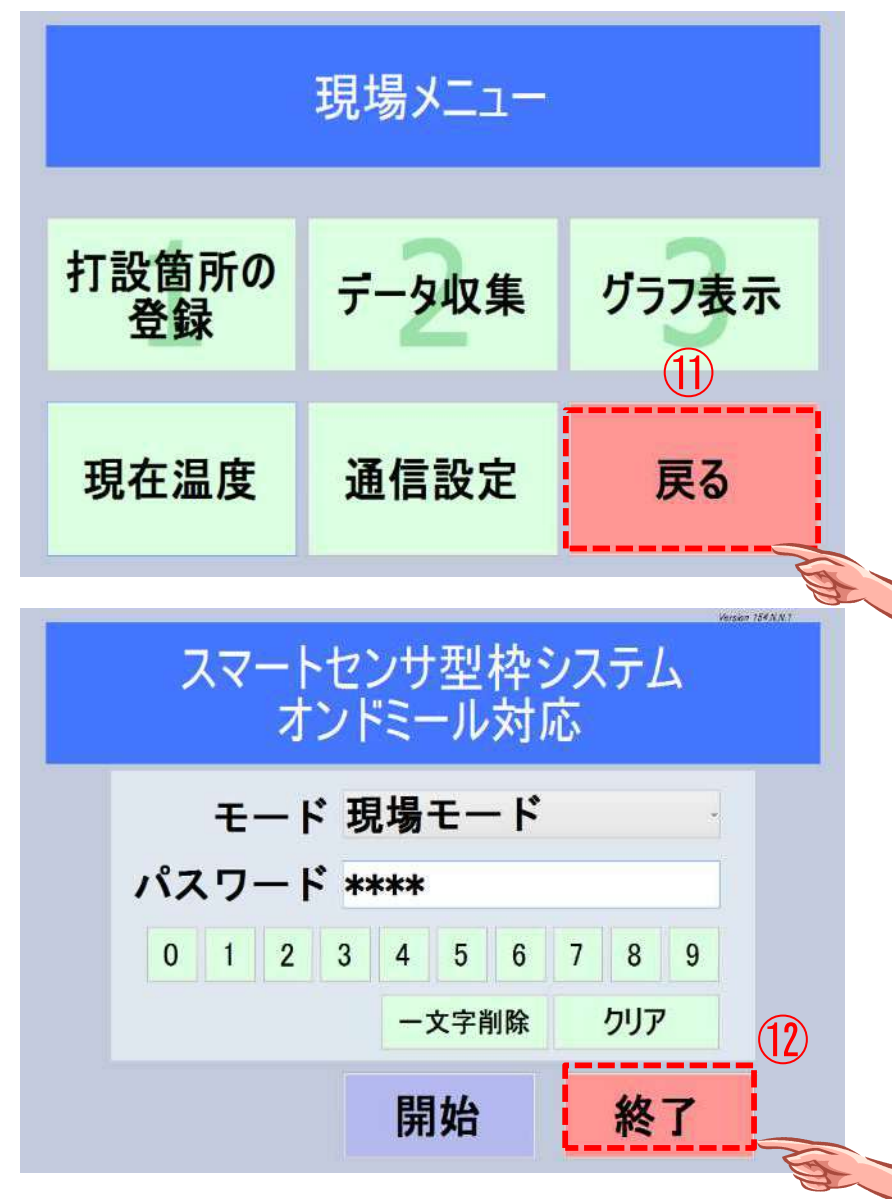 現場メニュー
1 打設箇所の
登録
2 データ収集
3 グラフ表示
⑪
現在温度
通信設定
戻る
Version 154.N.N.1
スマートセンサ型枠システム
オンドミール対応
モード 現場モード
パスワード ****
0 1 2 3 4 5 6 7 8 9
一文字削除 クリア
⑫
開始 終了